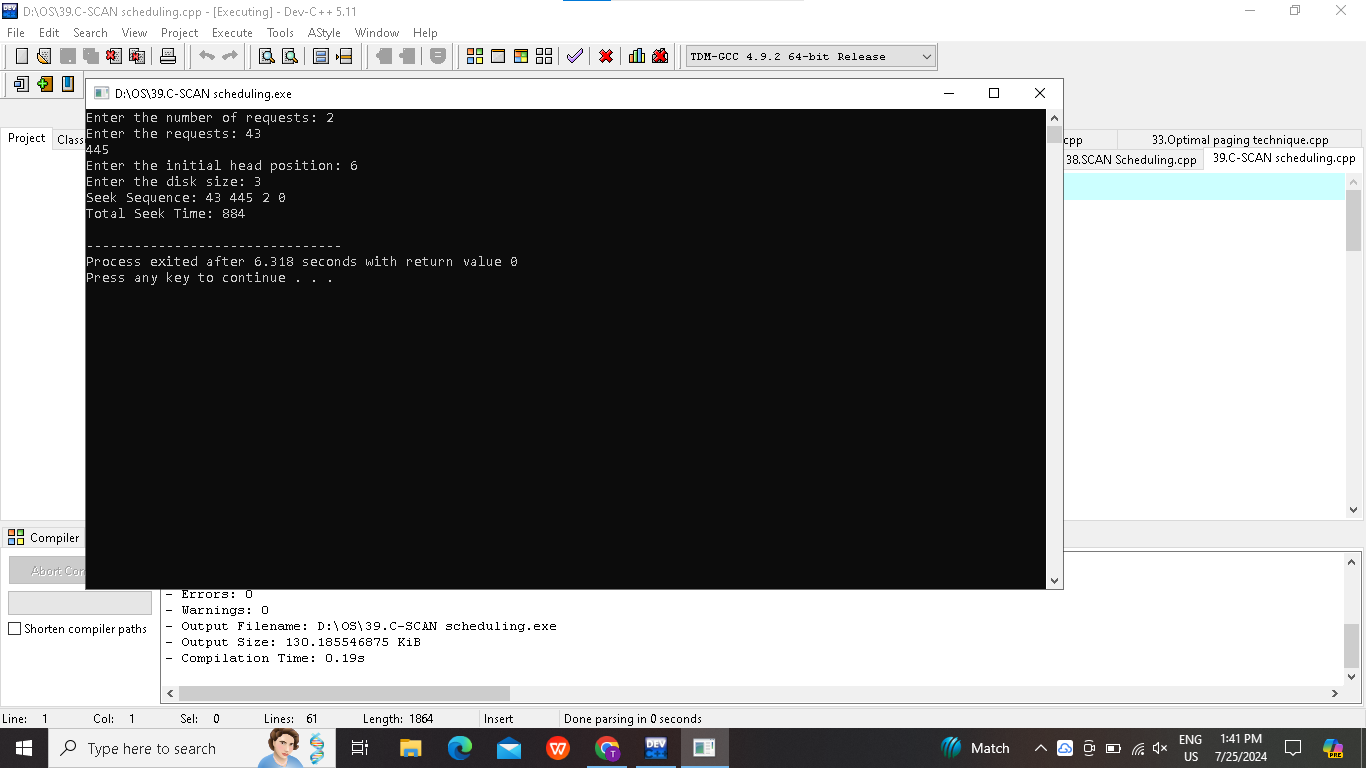 D:\OS\39.C-SCAN scheduling.cpp - [Executing] - Dev-C++ 5.11
File Edit Search View Project Execute Tools AStyle Window Help
TDM-GCC 4.9.2 64-bit Release
D:\OS\39.C-SCAN scheduling.exe
Project Class
cpp 33.Optimal paging technique.cpp
38.SCAN Scheduling.cpp 39.C-SCAN scheduling.cpp
Enter the number of requests: 2
Enter the requests: 43
445
Enter the initial head position: 6
Enter the disk size: 3
Seek Sequence: 43 445 2 0
Total Seek Time: 884
--------------------------------
Process exited after 6.318 seconds with return value 0
Press any key to continue . . .
Compiler
Abort Con
Shorten compiler paths
- Errors: 0
- Warnings: 0
- Output Filename: D:\OS\39.C-SCAN scheduling.exe
- Output Size: 130.185546875 KiB
- Compilation Time: 0.19s
Line: 1 Col: 1 Sel: 0 Lines: 61 Length: 1864 Insert Done parsing in 0 seconds
Type here to search
DEV
Match
ENG
US
1:41 PM
7/25/2024
PRE